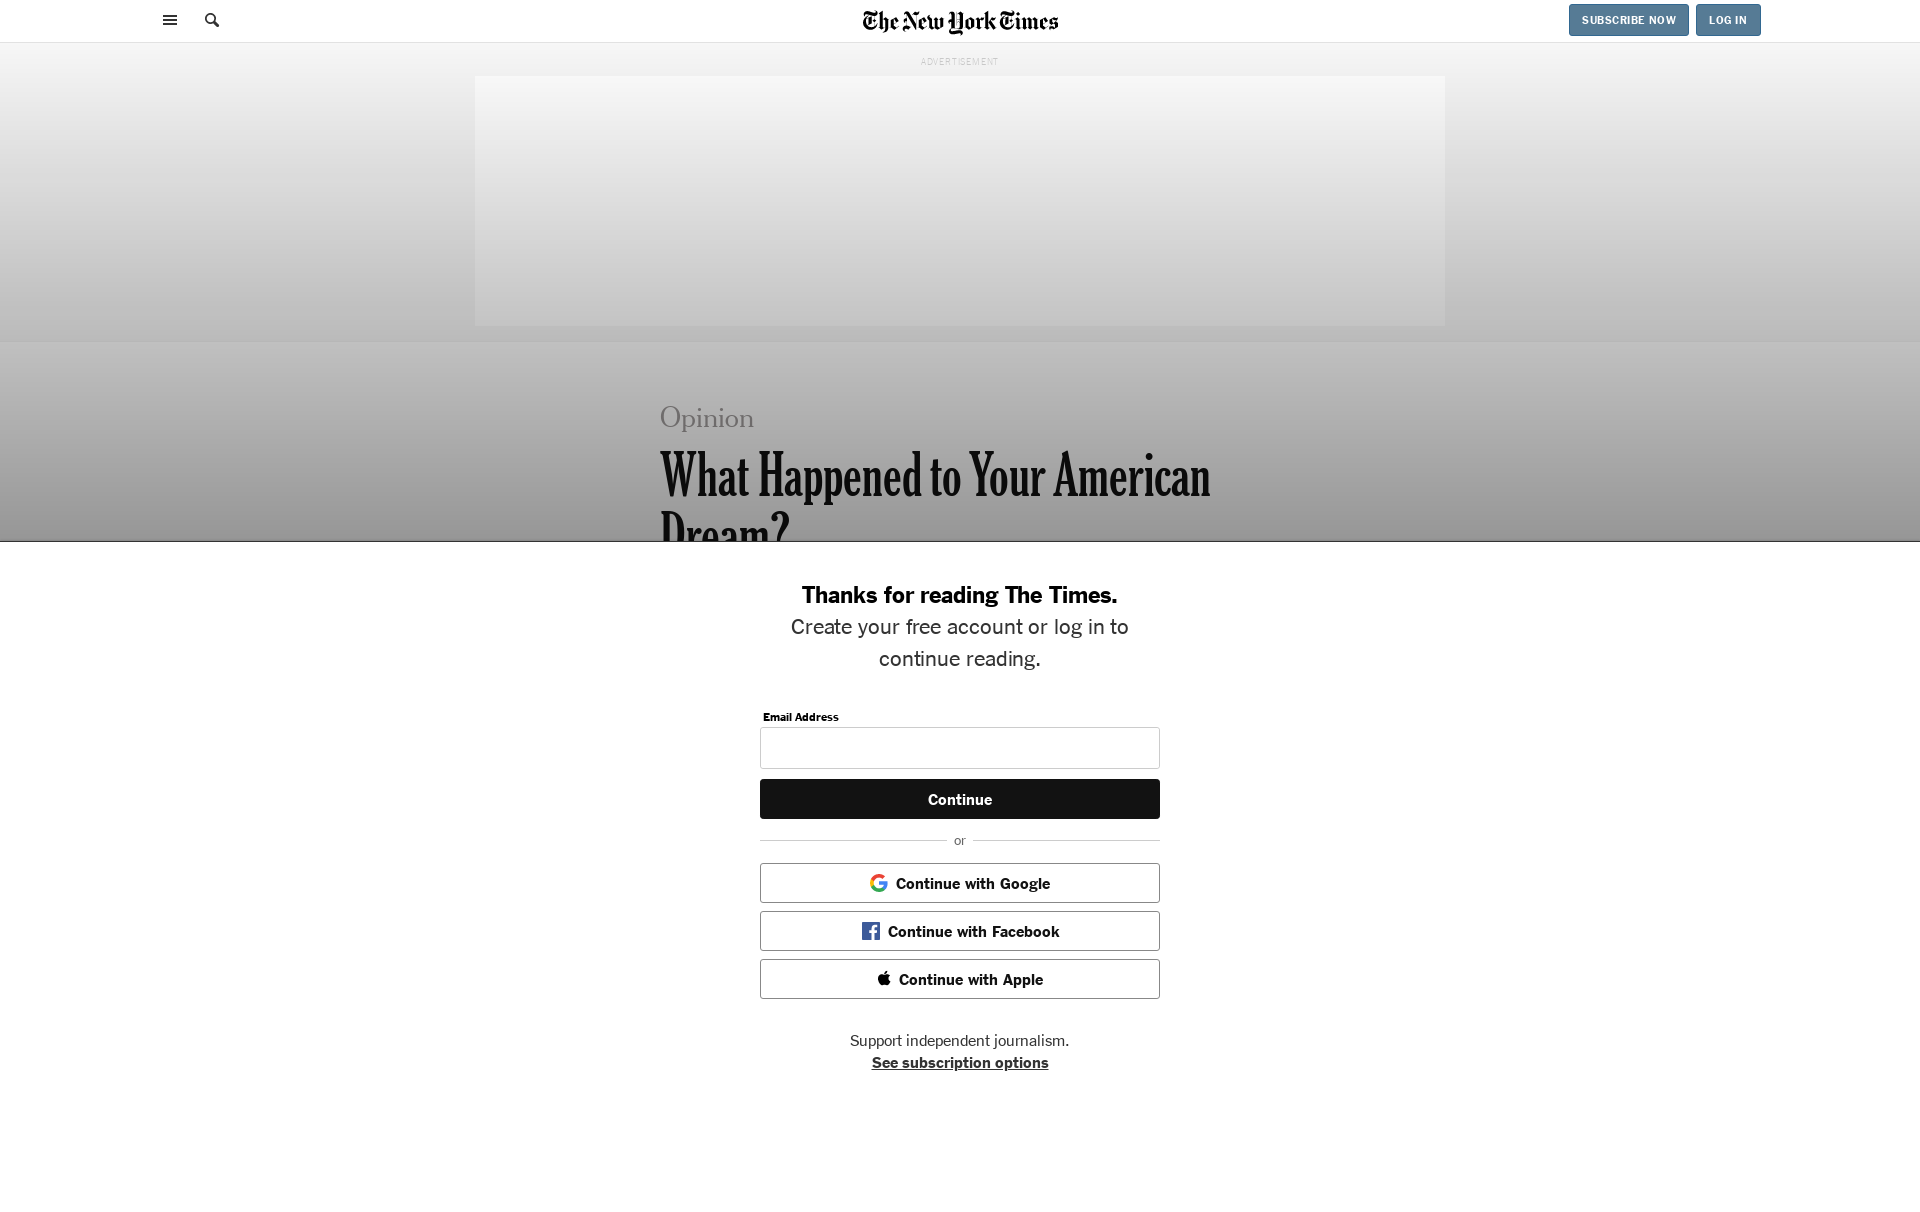 The New York Times
SUBSCRIBE NOW
LOG IN
ADVERTISEMENT
Opinion
What Happened to Your American
Dream?
Thanks for reading The Times.
Create your free account or log in to
continue reading.
Email Address
Continue
or
Continue with Google
Continue with Facebook
Continue with Apple
Support independent journalism.
See subscription options